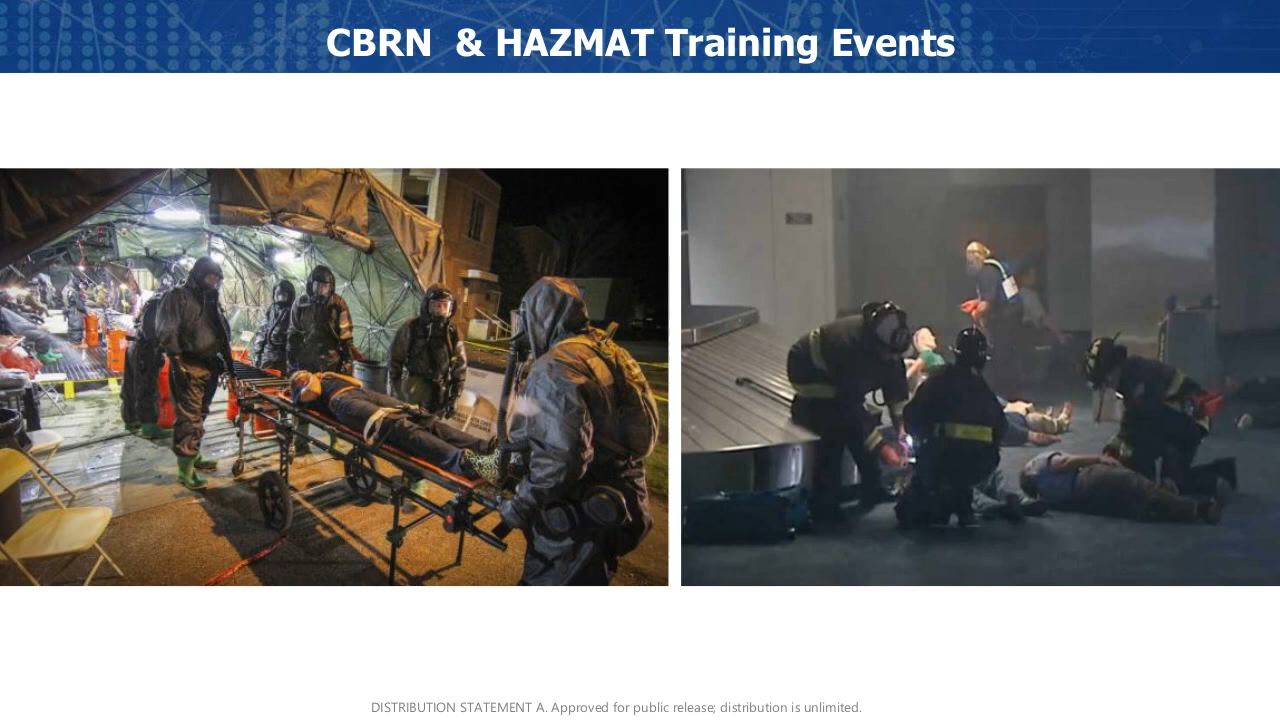 CBRN  & HAZMAT Training Events
DISTRIBUTION STATEMENT A. Approved for public release; distribution is unlimited.